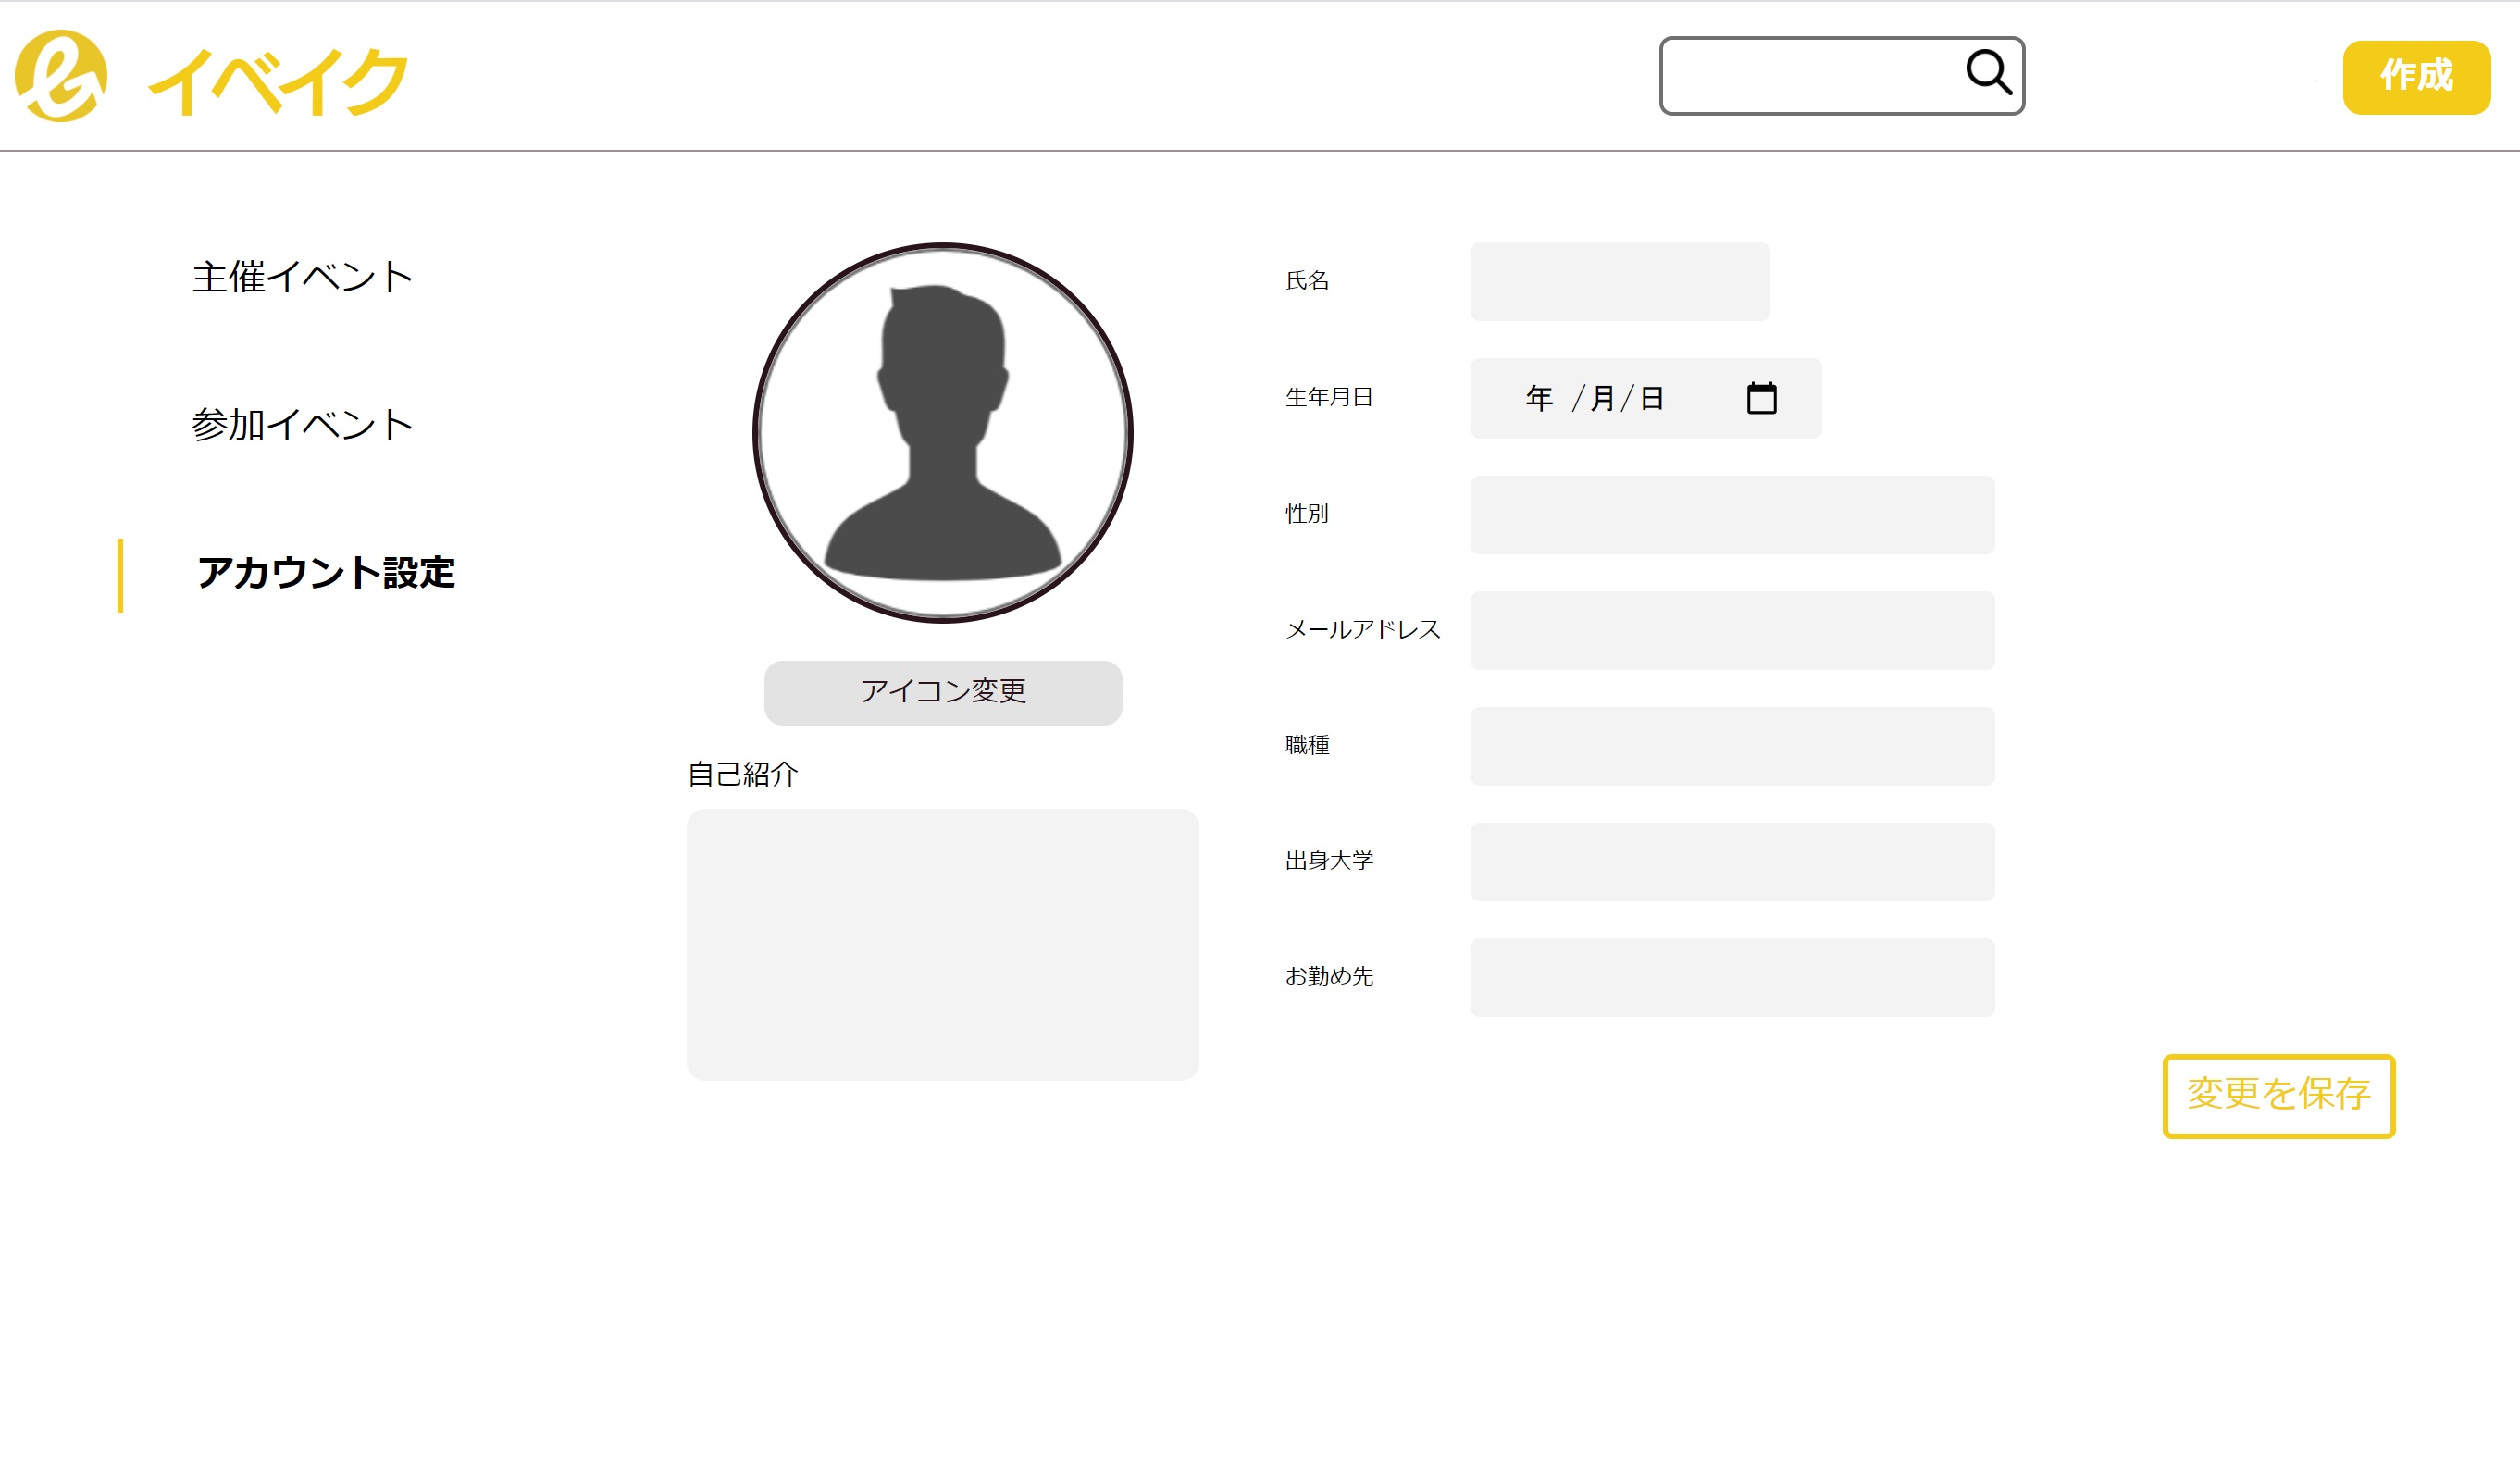 e イベイク
作成
主催イベント
参加イベント
アカウント設定
アイコン変更
自己紹介
氏名
生年月日 年 /月/日
性別
メールアドレス
職種
出身大学
お勤め先
変更を保存